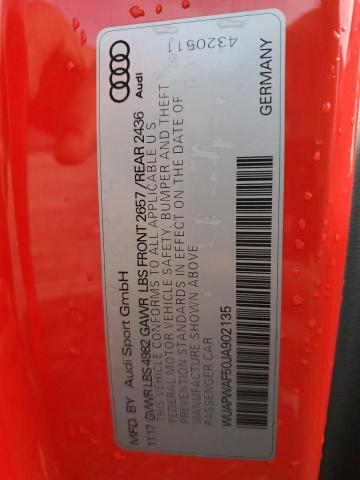 4320511
Audi
MFD. BY Audi Sport GmbH
11 17 GVWR LBS 4982 GAWR LBS FRONT 2657 / REAR 2436
THIS VEHICLE CONFORMS TO ALL APPLICABLE U S
FEDERAL MOTOR VEHICLE SAFETY, BUMPER AND THEFT
PREVENTION STANDARDS IN EFFECT ON THE DATE OF
MANUFACTURE SHOWN ABOVE
PASSENGER CAR
GERMANY
WUAPWAF50JA902135